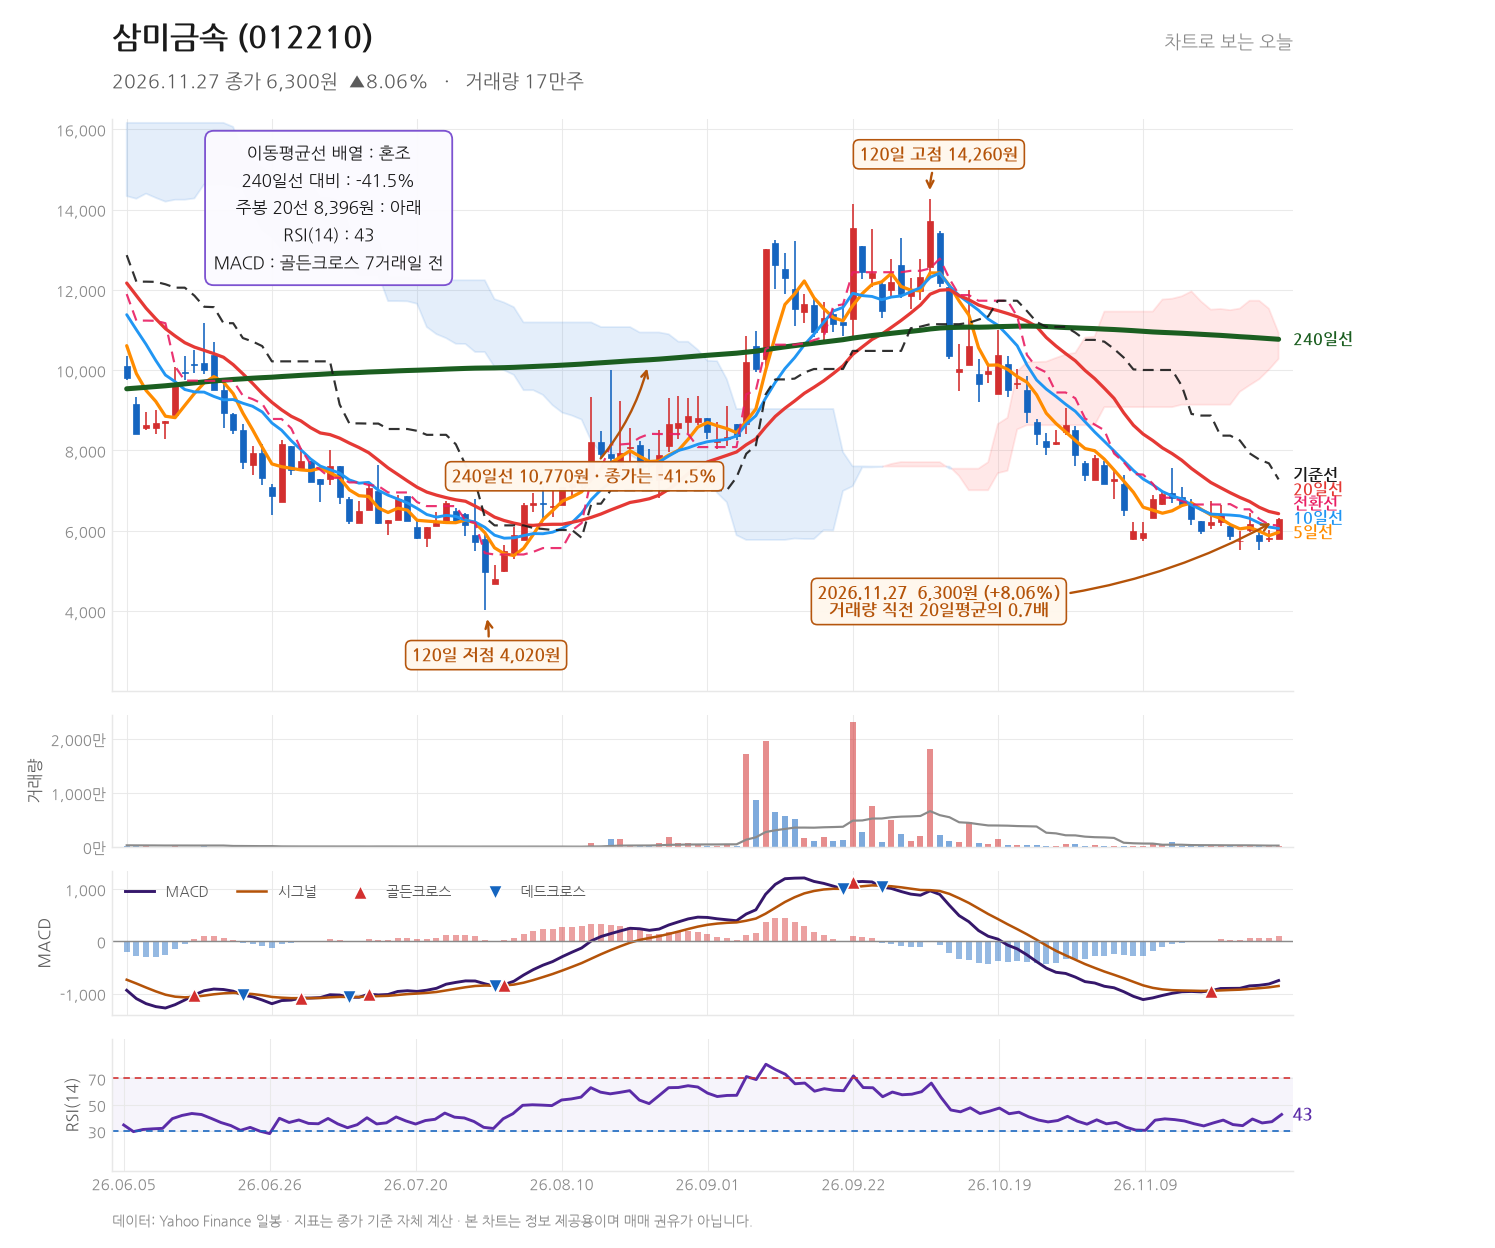 삼미금속 (012210)
차트로 보는 오늘
2026.11.27 종가 6,300원 ▲8.06% · 거래량 17만주
16,000
14,000
12,000
10,000
8,000
6,000
4,000
이동평균선 배열 : 혼조
240일선 대비 : -41.5%
주봉 20선 8,396원 : 아래
RSI(14) : 43
MACD : 골든크로스 7거래일 전
120일 고점 14,260원
240일선 10,770원 · 종가는 -41.5%
2026.11.27 6,300원 (+8.06%)
거래량 직전 20일평균의 0.7배
120일 저점 4,020원
240일선
기준선
20일선
전환선
10일선
5일선
거래량
2,000만
1,000만
0만
MACD
1,000
0
-1,000
MACD
시그널
골든크로스
데드크로스
RSI(14)
70
50
30
43
26.06.05
26.06.26
26.07.20
26.08.10
26.09.01
26.09.22
26.10.19
26.11.09
데이터: Yahoo Finance 일봉 · 지표는 종가 기준 자체 계산 · 본 차트는 정보 제공용이며 매매 권유가 아닙니다.